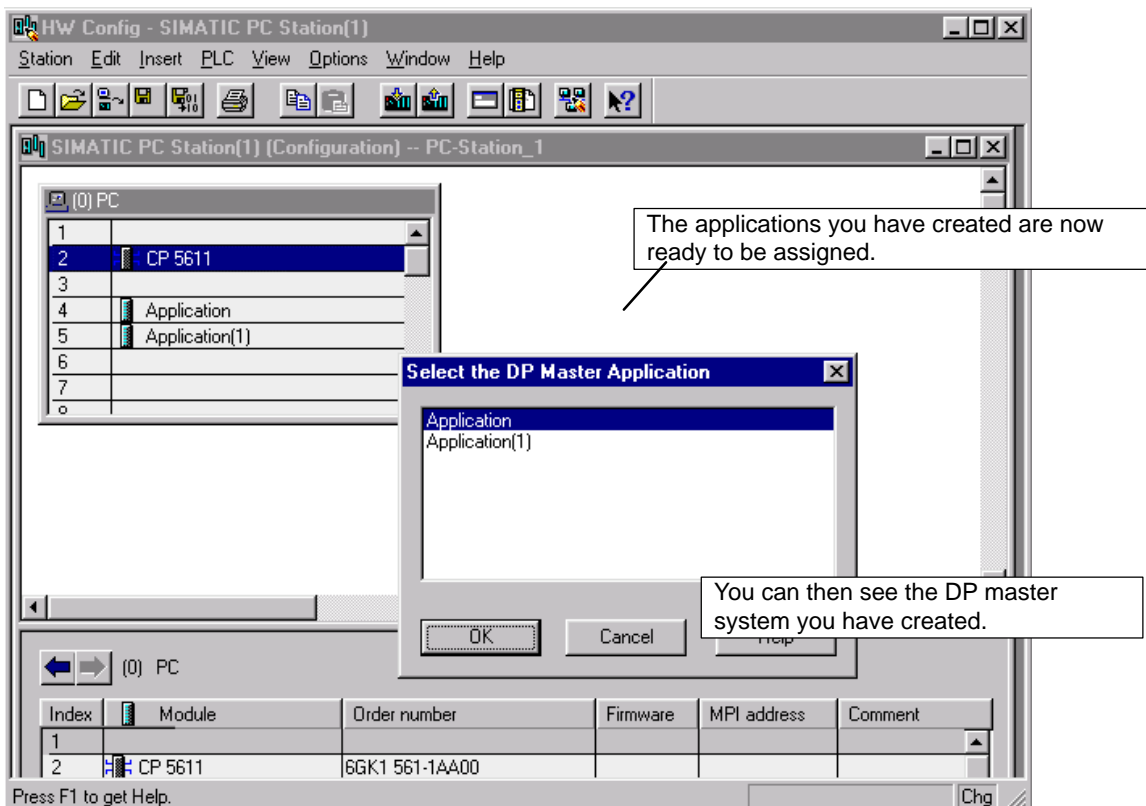 HW Config - SIMATIC PC Station(1)
Station Edit Insert PLC View Options Window Help
SIMATIC PC Station(1) (Configuration) -- PC-Station_1
(0) PC
1
2 CP 5611
3
4 Application
5 Application(1)
6
7
The applications you have created are now
ready to be assigned.
Select the DP Master Application
Application
Application(1)
You can then see the DP master
system you have created.
OK Cancel
(0) PC
Index Module Order number Firmware MPI address Comment
1
2 CP 5611 6GK1 561-1AA00
Press F1 to get Help. Chg